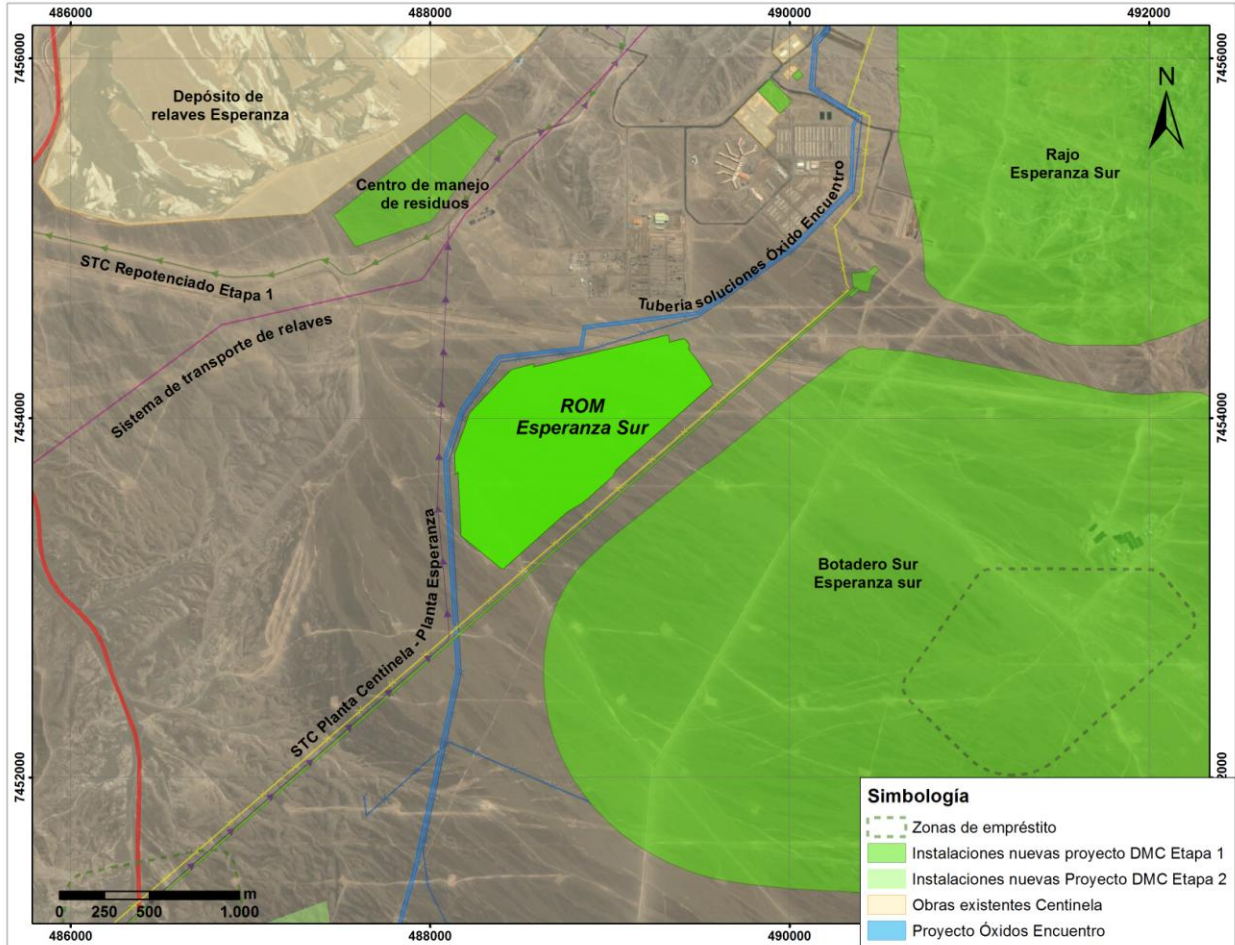 486000
488000
490000
492000
7456000
7456000
N
Depósito de
relaves Esperanza
Rajo
Esperanza Sur
Centro de manejo
de residuos
STC Repotenciado Etapa 1
Tubería soluciones Óxido Encuentro
Sistema de transporte de relaves
7454000
7454000
ROM
Esperanza Sur
STC Planta Centinela - Planta Esperanza
Botadero Sur
Esperanza sur
7452000
2000
Simbología
Zonas de empréstito
Instalaciones nuevas proyecto DMC Etapa 1
Instalaciones nuevas Proyecto DMC Etapa 2
Obras existentes Centinela
Proyecto Óxidos Encuentro
m
0 250 500 1.000
486000
488000
490000